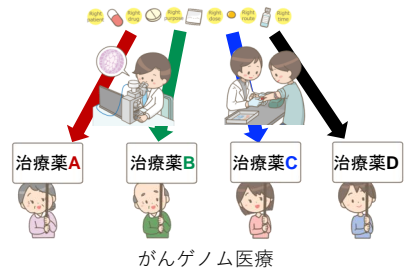 Right patient
Right drug
Right purpose
Right dose
Right route
Right time
治療薬A
治療薬B
治療薬C
治療薬D
がんゲノム医療